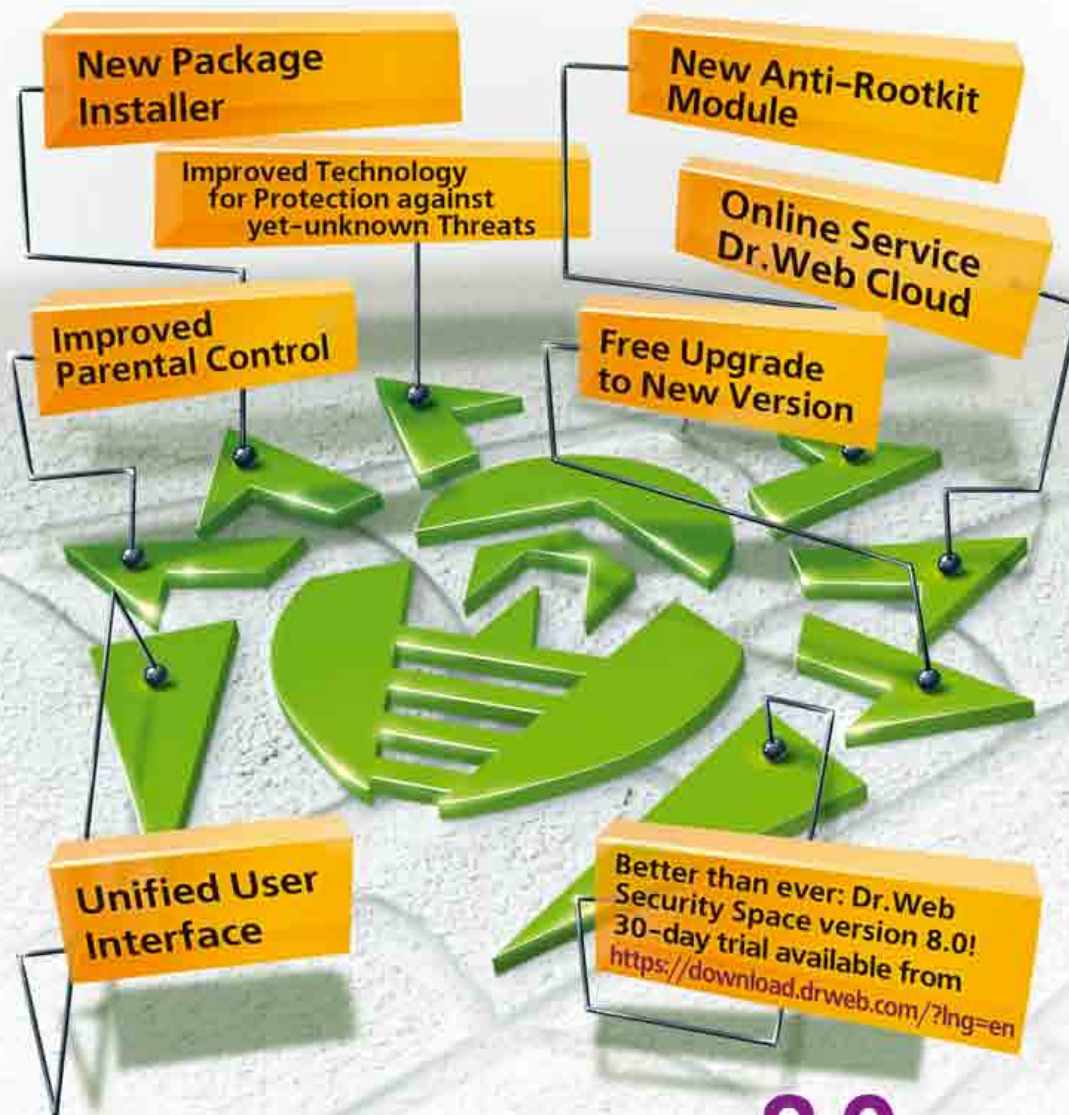 New Package
Installer
New Anti-Rootkit
Module
Improved Technology
for Protection against
yet-unknown Threats
Online Service
Dr.Web Cloud
Improved
Parental Control
Free Upgrade
to New Version
Unified User
Interface
Better than ever: Dr.Web
Security Space version 8.0!
30-day trial available from
https://download.drweb.com/?lng=en